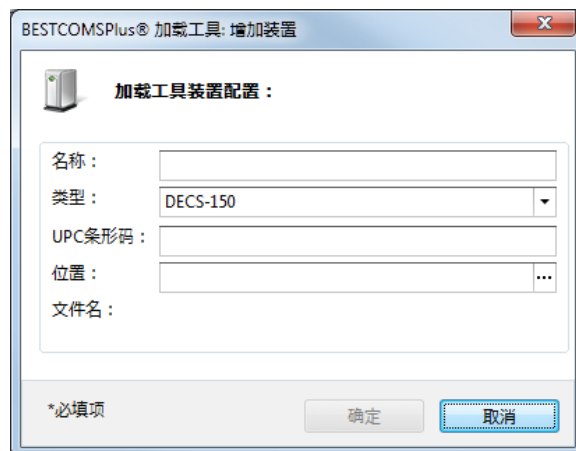 BESTCOMSPlus® 加载工具: 增加装置
加载工具装置配置：
名称：
类型： DECS-150
UPC条形码：
位置： ...
文件名：
*必填项 确定 取消